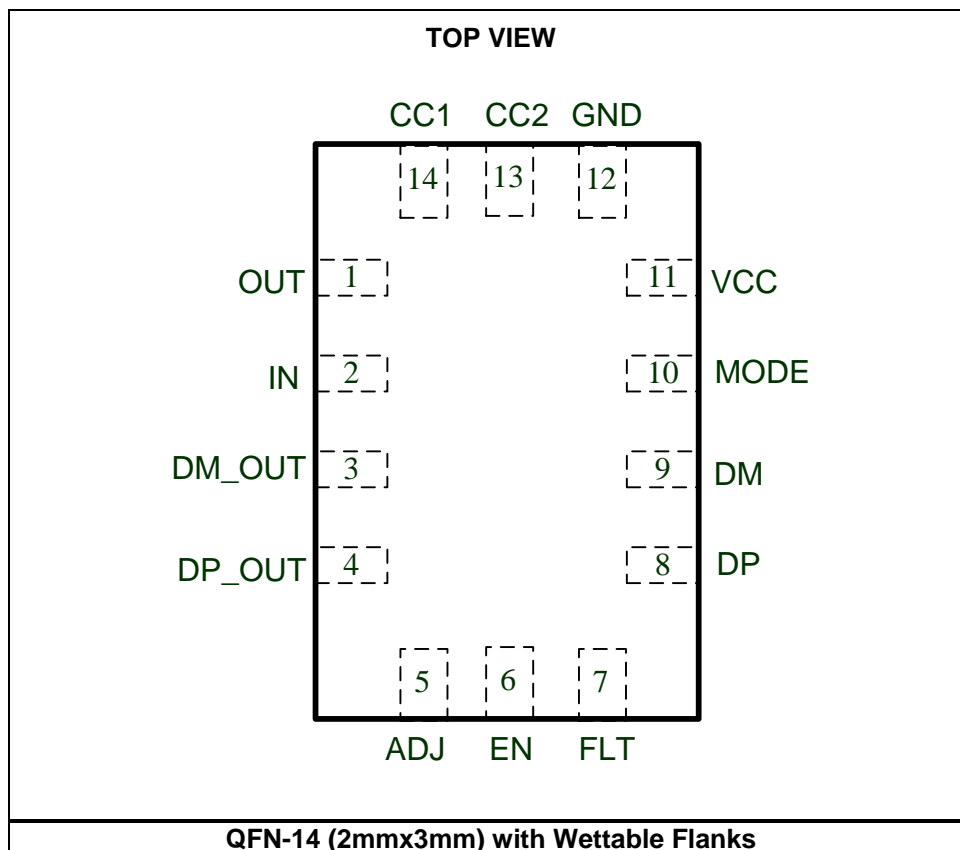 TOP VIEW
CC1 CC2 GND
14 13 12
OUT 1 11 VCC
IN 2 10 MODE
DM_OUT 3 9 DM
DP_OUT 4 8 DP
5 6 7
ADJ EN FLT
QFN-14 (2mmx3mm) with Wettable Flanks